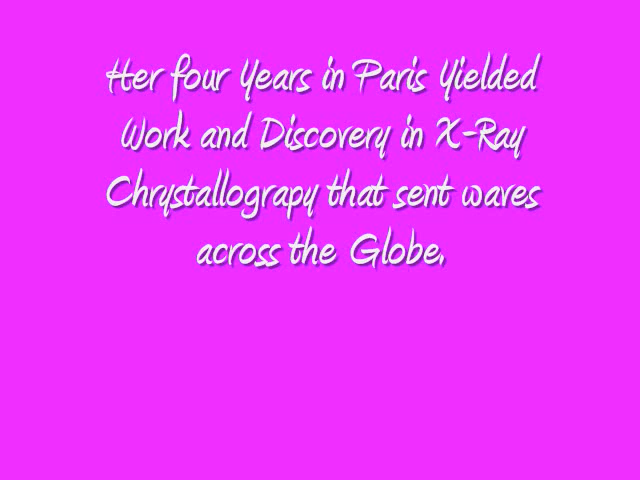 Her four Years in Paris Yielded
Work and Discovery in X-Ray
Chrystallograpy that sent waves
across the Globe.